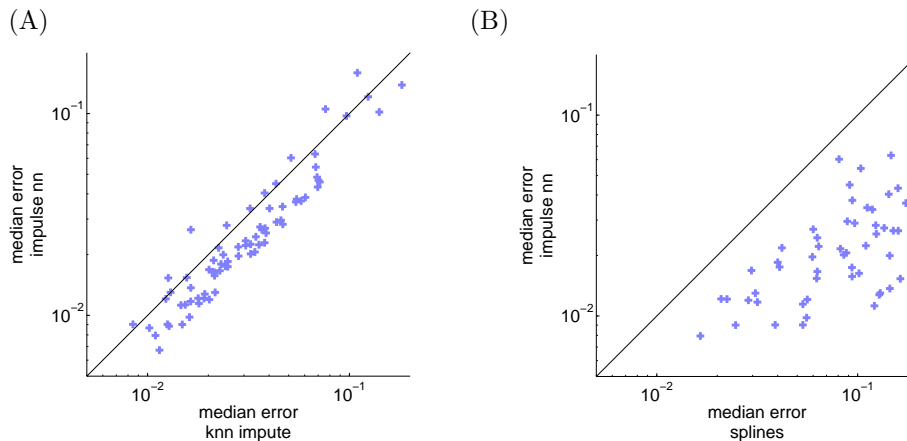 (A)
(B)
median error
impulse nn
10⁻¹
10⁻²
10⁻² 10⁻¹
median error
knn impute
median error
impulse nn
10⁻¹
10⁻²
10⁻² 10⁻¹
median error
splines